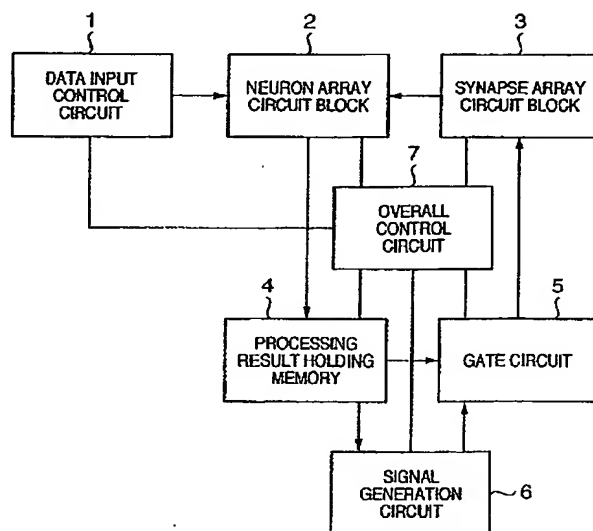 1
2
3
DATA INPUT
CONTROL
CIRCUIT
NEURON ARRAY
CIRCUIT BLOCK
SYNAPSE ARRAY
CIRCUIT BLOCK
7
OVERALL
CONTROL
CIRCUIT
4
5
PROCESSING
RESULT HOLDING
MEMORY
GATE CIRCUIT
SIGNAL
GENERATION
CIRCUIT
6